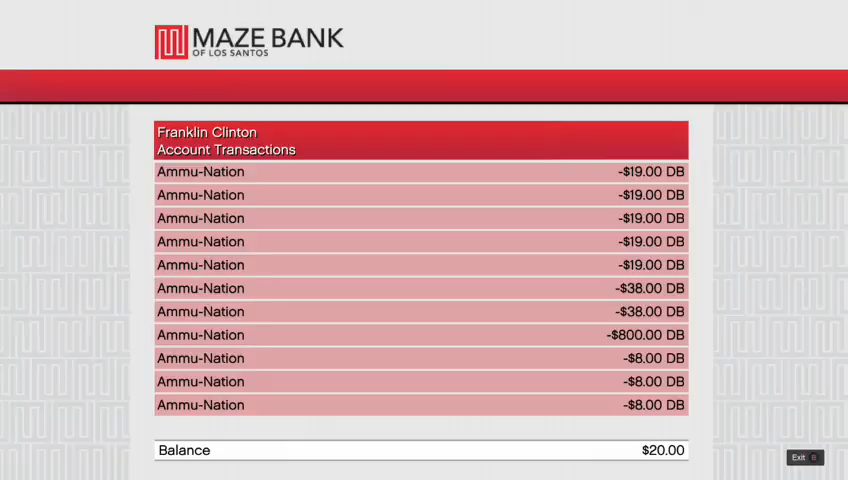 MAZE BANK
OF LOS SANTOS
Franklin Clinton
Account Transactions
Ammu-Nation -$19.00 DB
Ammu-Nation -$19.00 DB
Ammu-Nation -$19.00 DB
Ammu-Nation -$19.00 DB
Ammu-Nation -$19.00 DB
Ammu-Nation -$38.00 DB
Ammu-Nation -$38.00 DB
Ammu-Nation -$800.00 DB
Ammu-Nation -$8.00 DB
Ammu-Nation -$8.00 DB
Ammu-Nation -$8.00 DB
Balance $20.00
Exit